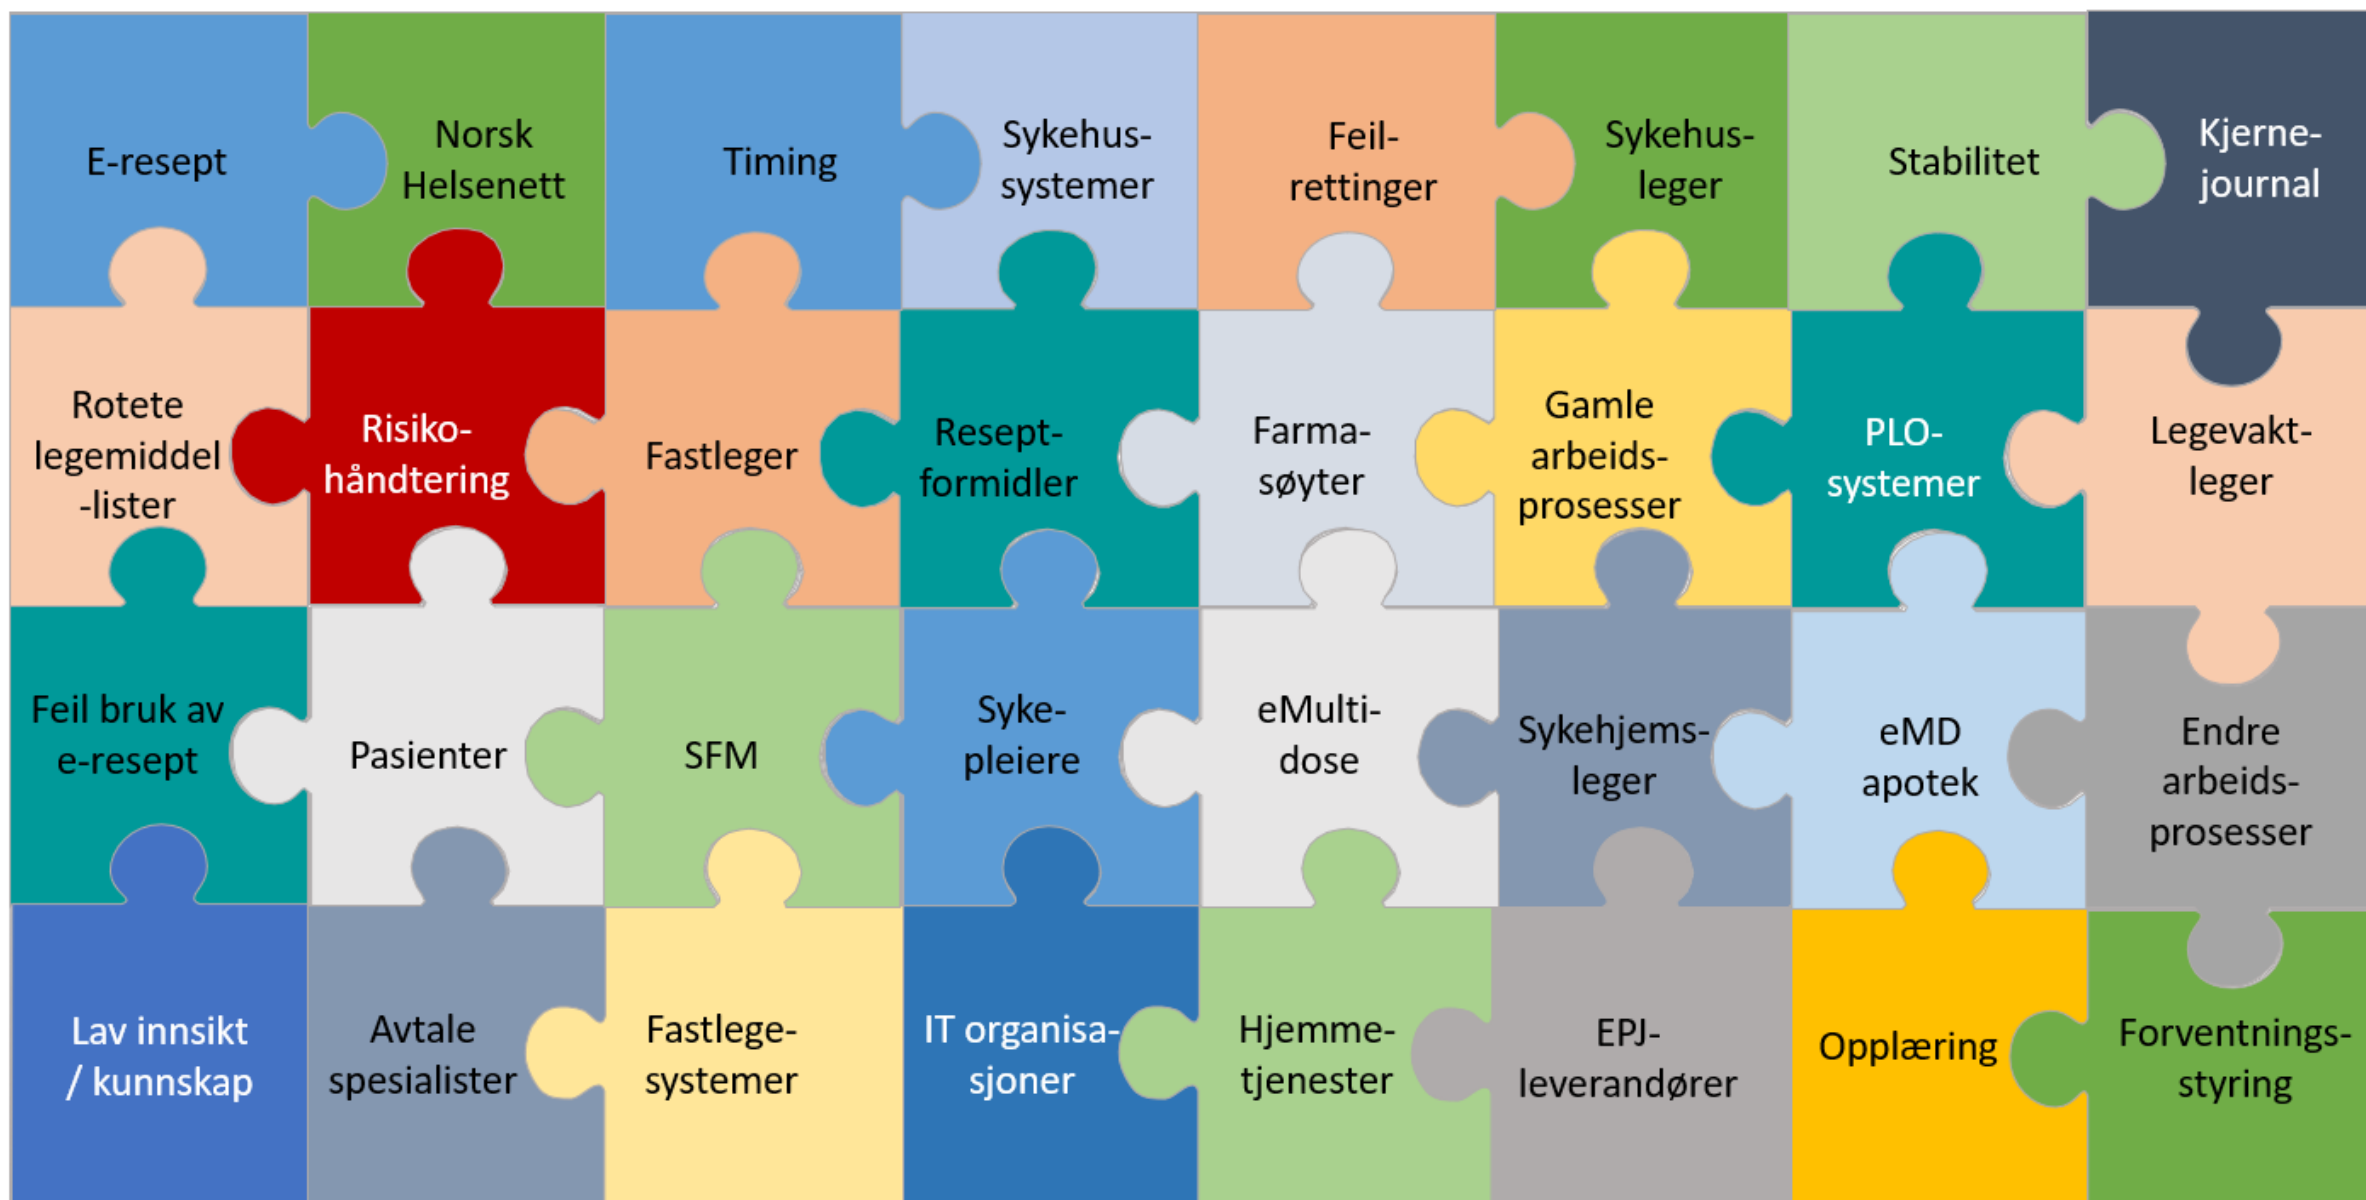 E-resept
Norsk
Helsenett
Timing
Sykehus-
systemer
Feil-
rettinger
Sykehus-
leger
Stabilitet
Kjerne-
journal
Rotete
legemiddel
-lister
Risiko-
håndtering
Fastleger
Resept-
formidler
Farma-
søyter
Gamle
arbeids-
prosesser
PLO-
systemer
Legevakt-
leger
Feil bruk av
e-resept
Pasienter
SFM
Syke-
pleiere
eMulti-
dose
Sykehjems-
leger
eMD
apotek
Endre
arbeids-
prosesser
Lav innsikt
/ kunnskap
Avtale
spesialister
Fastlege-
systemer
IT organisa-
sjoner
Hjemme-
tjenester
EPJ-
leverandører
Opplæring
Forventnings-
styring